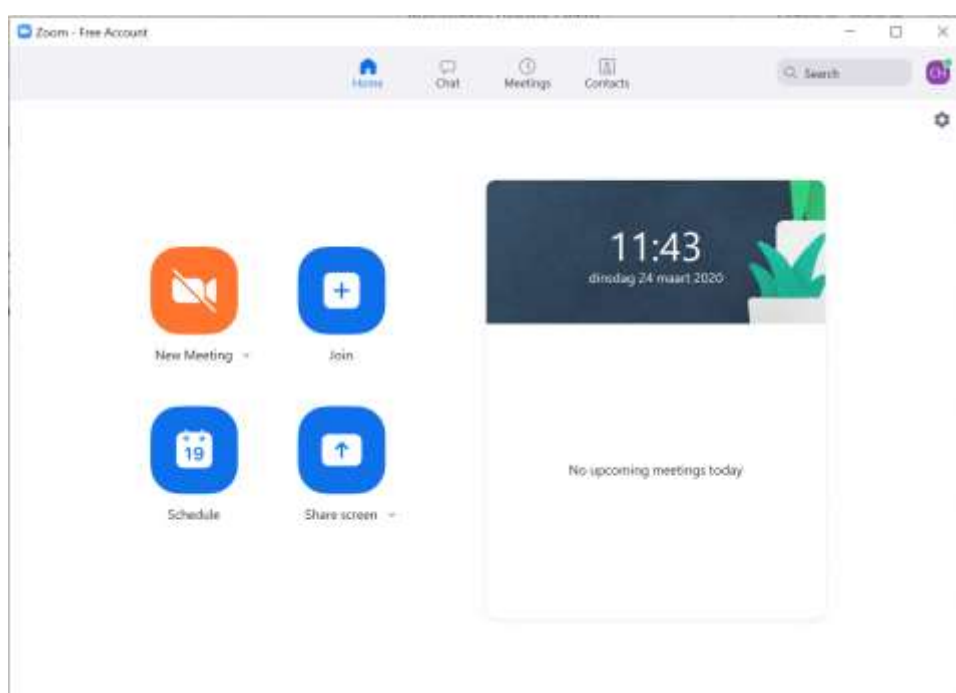 Zoom - Free Account
Home Chat Meetings Contacts Search CH
11:43
dinsdag 24 maart 2020
New Meeting Join
19
Schedule Share screen
No upcoming meetings today